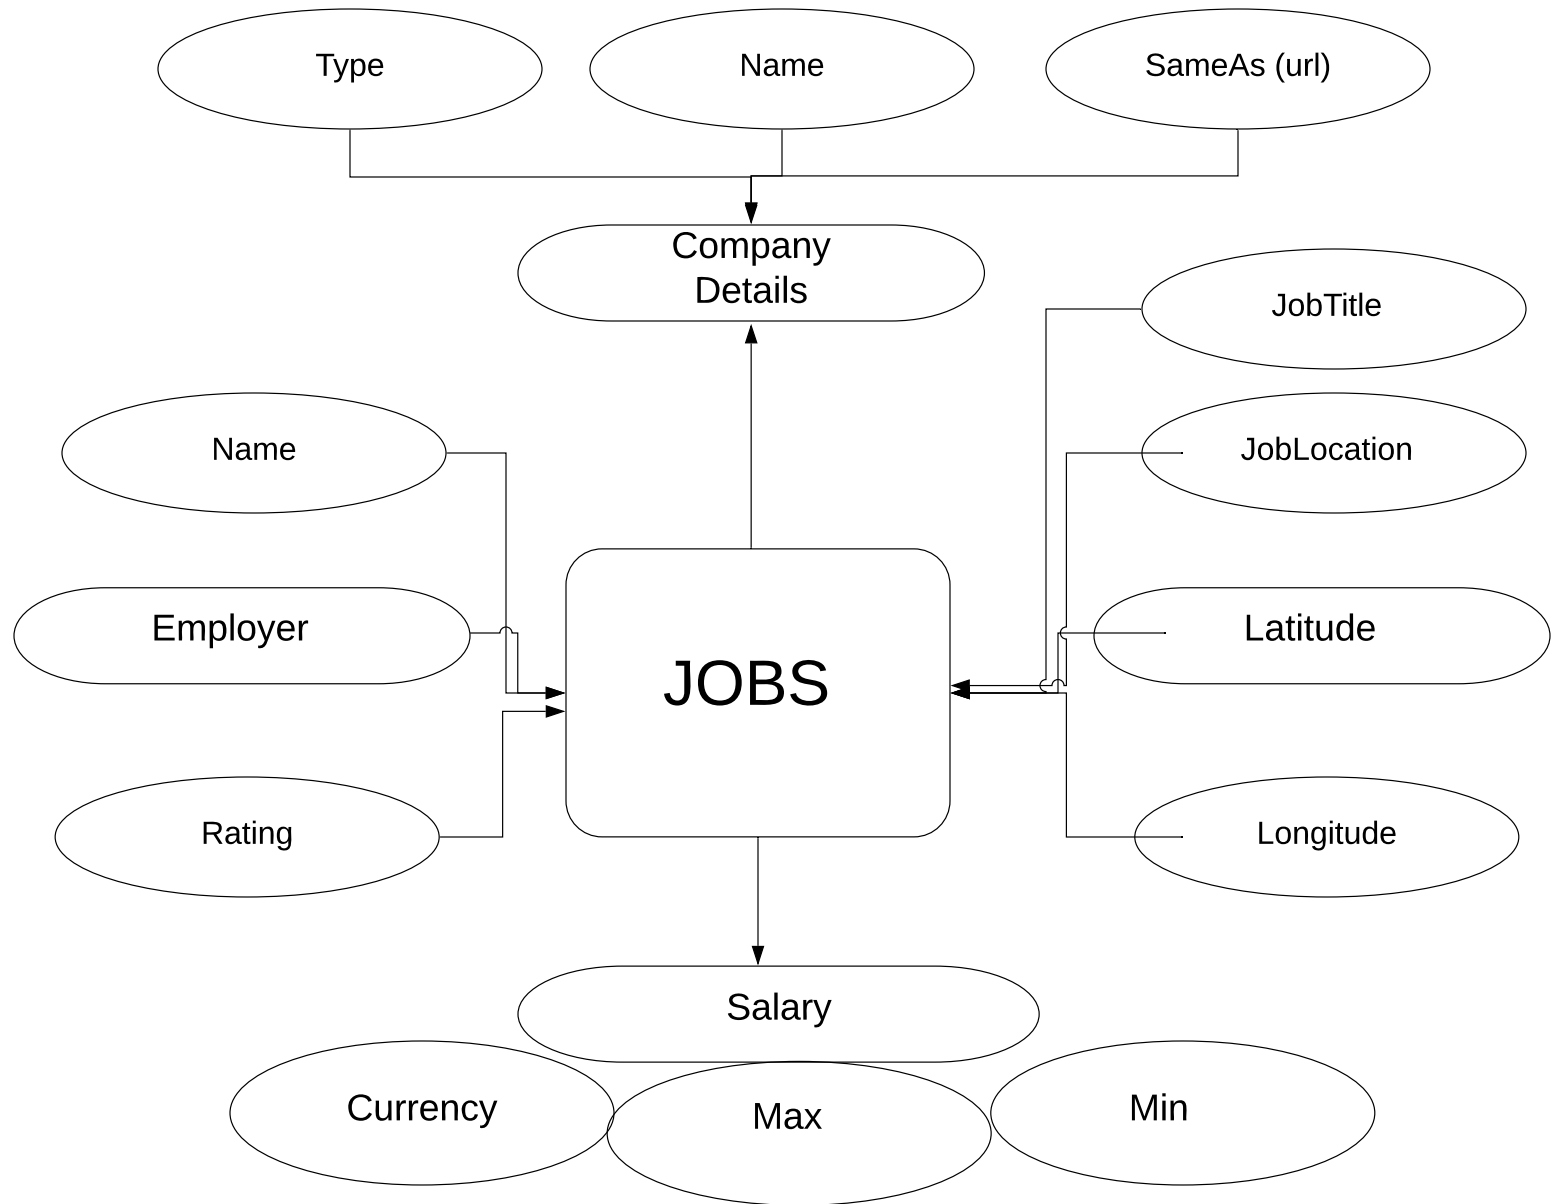 Type
Name
SameAs (url)
Company
Details
JobTitle
Name
JobLocation
Employer
Latitude
JOBS
Rating
Longitude
Salary
Currency
Max
Min